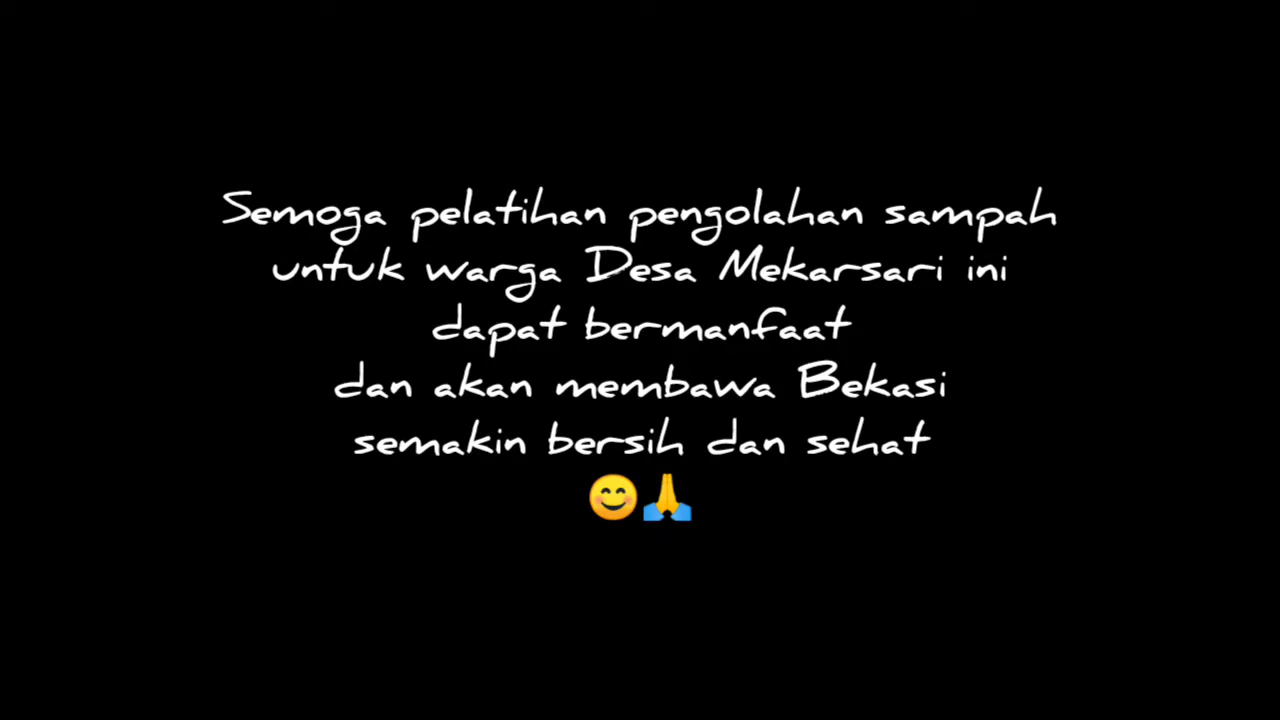 Semoga pelatihan pengolahan sampah
untuk warga Desa Mekarsari ini
dapat bermanfaat
dan akan membawa Bekasi
semakin bersih dan sehat
😊🙏